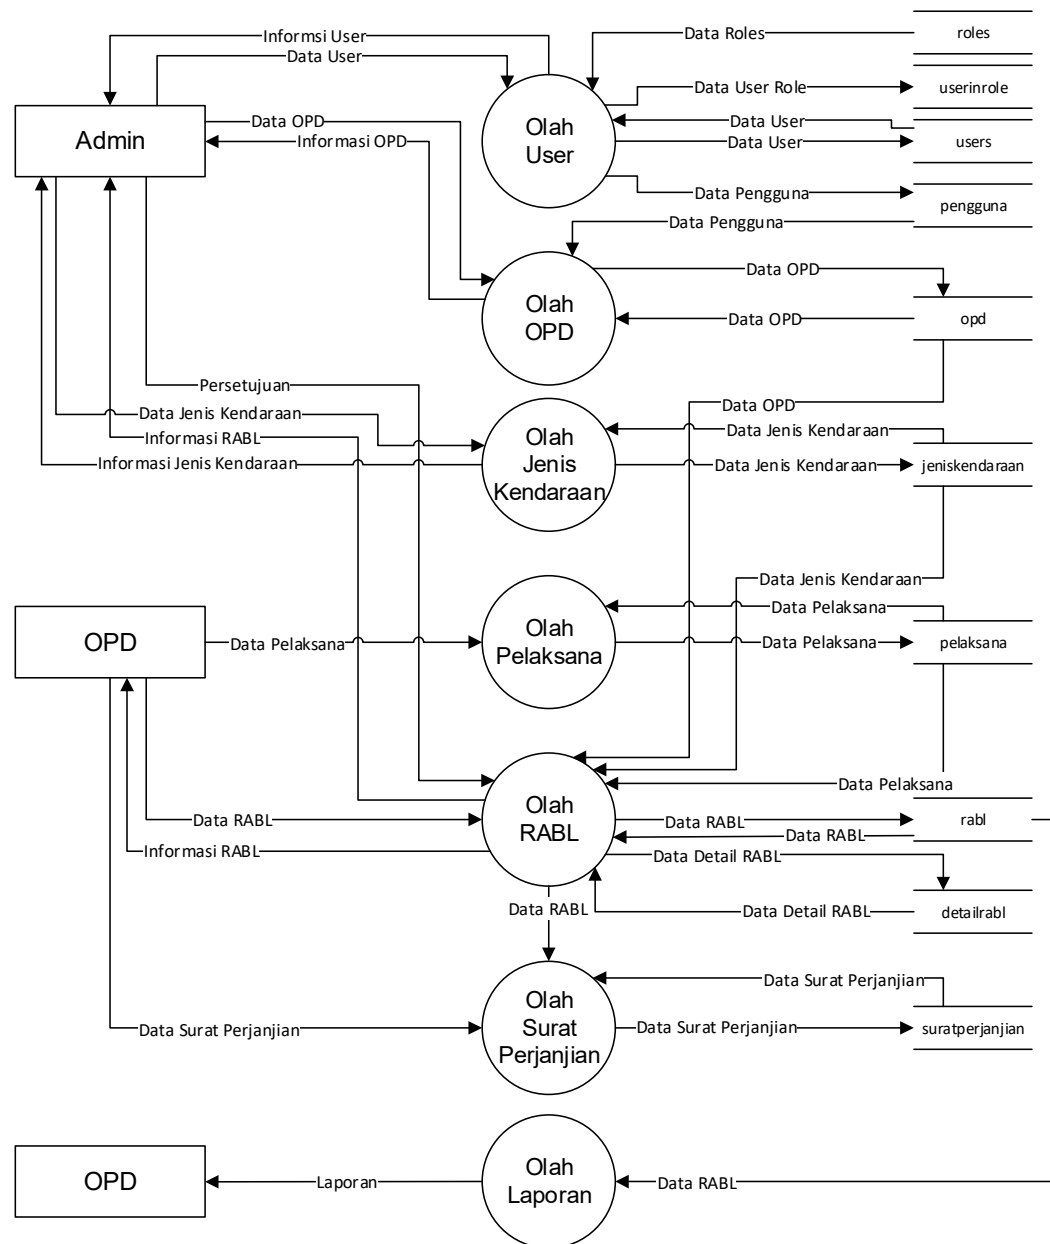 Informsi User
Data Roles
roles
Data User
Data User Role
userinrole
Admin
Data OPD
Informasi OPD
Olah
User
Data User
Data User
users
Data Pengguna
pengguna
Data Pengguna
Olah
OPD
Data OPD
Data OPD
opd
Persetujuan
Data Jenis Kendaraan
Informasi RABL
Informasi Jenis Kendaraan
Olah
Jenis
Kendaraan
Data OPD
Data Jenis Kendaraan
Data Jenis Kendaraan
jeniskendaraan
Data Jenis Kendaraan
OPD
Data Pelaksana
Olah
Pelaksana
Data Pelaksana
Data Pelaksana
pelaksana
Data Pelaksana
Data RABL
Informasi RABL
Olah
RABL
Data RABL
Data RABL
rabl
Data Detail RABL
Data Detail RABL
detailrabl
Data RABL
Data Surat Perjanjian
Olah
Surat
Perjanjian
Data Surat Perjanjian
Data Surat Perjanjian
suratperjanjian
OPD
Laporan
Olah
Laporan
Data RABL